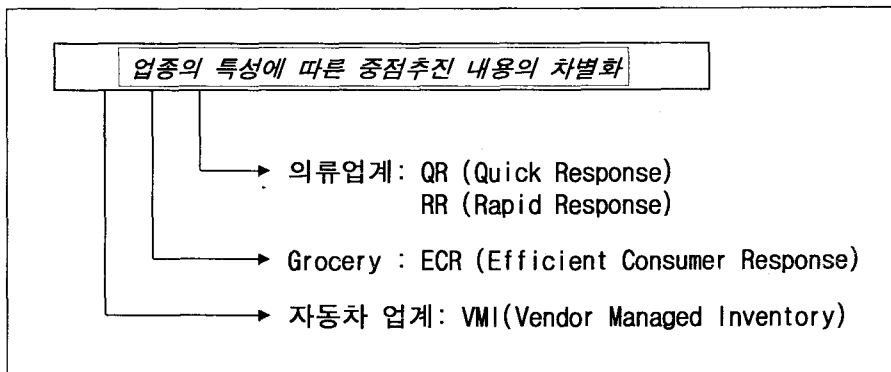 업종의 특성에 따른 중점추진 내용의 차별화
의류업계: QR (Quick Response)
RR (Rapid Response)
Grocery : ECR (Efficient Consumer Response)
자동차 업계: VMI(Vendor Managed Inventory)